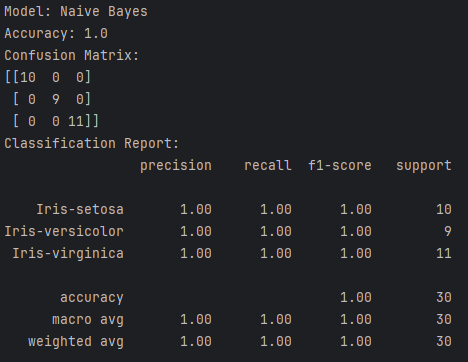 Model: Naive Bayes
Accuracy: 1.0
Confusion Matrix:
[[10  0  0]
 [ 0  9  0]
 [ 0  0 11]]
Classification Report:
                 precision    recall  f1-score   support

    Iris-setosa       1.00      1.00      1.00        10
Iris-versicolor       1.00      1.00      1.00         9
 Iris-virginica       1.00      1.00      1.00        11

       accuracy                           1.00        30
      macro avg       1.00      1.00      1.00        30
   weighted avg       1.00      1.00      1.00        30